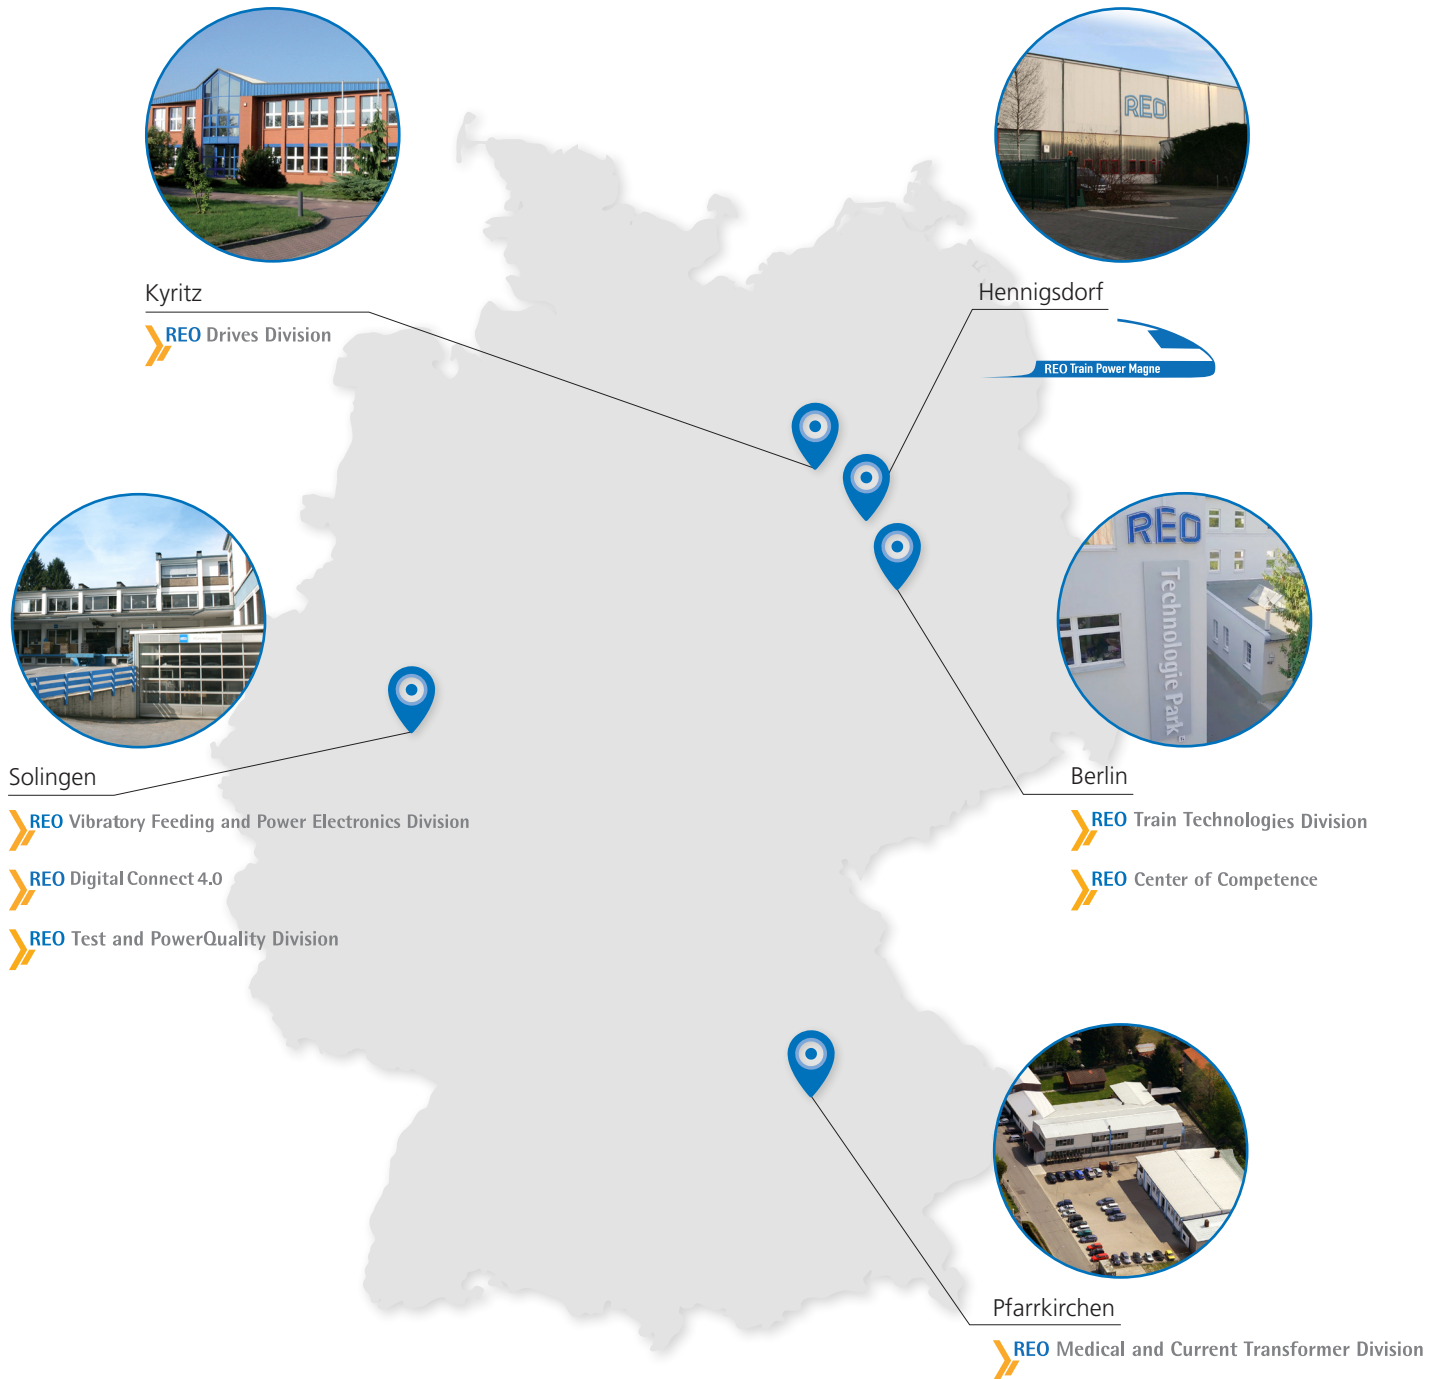 REO
Kyritz
REO Drives Division
Hennigsdorf
REO Train Power Magne
REO
Technologie Park
Solingen
REO Vibratory Feeding and Power Electronics Division
REO Digital Connect 4.0
REO Test and PowerQuality Division
Berlin
REO Train Technologies Division
REO Center of Competence
Pfarrkirchen
REO Medical and Current Transformer Division